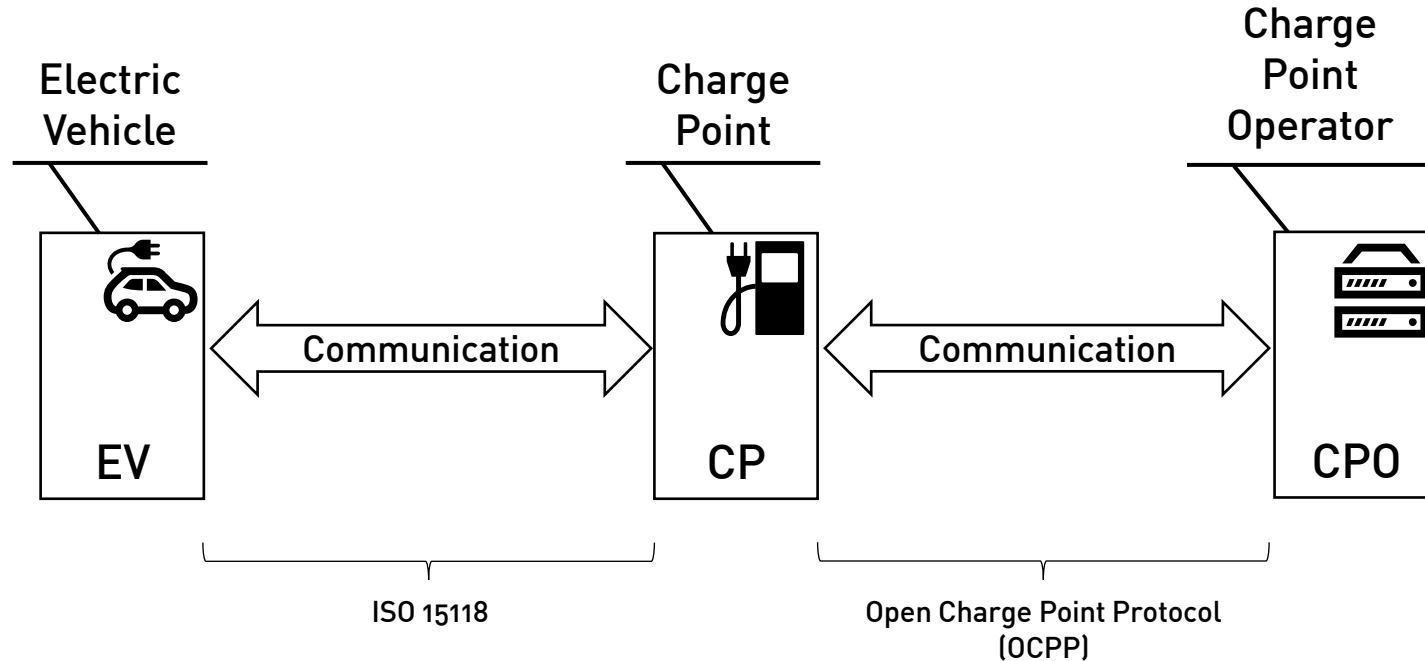 Electric
Vehicle
Charge
Point
Charge
Point
Operator
Communication
Communication
EV
CP
CPO
ISO 15118
Open Charge Point Protocol
(OCPP)